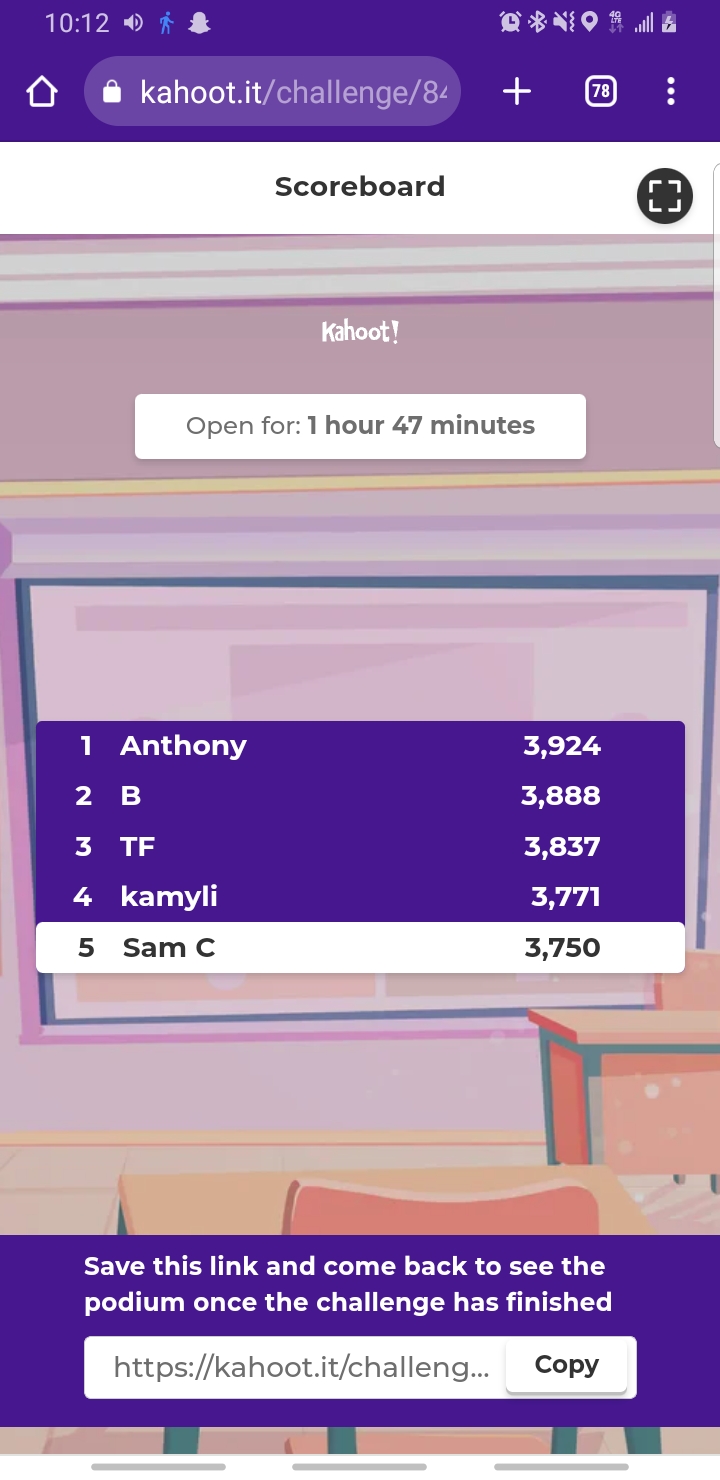 10:12
4G
LTE
kahoot.it/challenge/84
78
Scoreboard
Kahoot!
Open for: 1 hour 47 minutes
1 Anthony 3,924
2 B 3,888
3 TF 3,837
4 kamyli 3,771
5 Sam C 3,750
Save this link and come back to see the
podium once the challenge has finished
https://kahoot.it/challeng... Copy